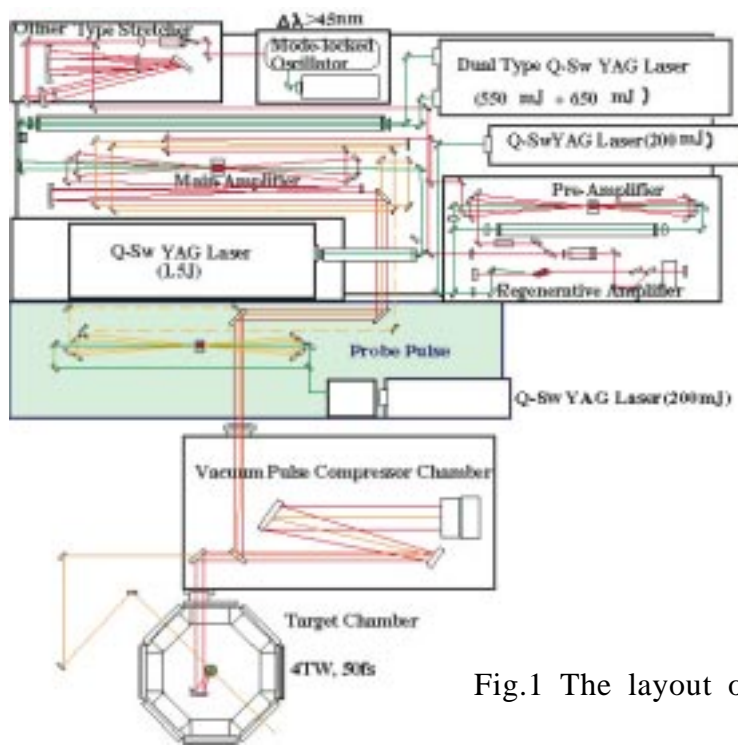 Δλ>45nm
Offner Type Stretcher
Mode-locked
Oscillator
Dual Type Q-Sw YAG Laser
(550 mJ + 650 mJ)
Q-SwYAG Laser(200mJ)
Main Amplifier
Pre-Amplifier
Q-Sw YAG Laser
(1.5J)
Regenerative Amplifier
Probe Pulse
Q-SW YAG Laser(200mJ)
Vacuum Pulse Compressor Chamber
Target Chamber
4TW, 50fs
Fig.1 The layout o